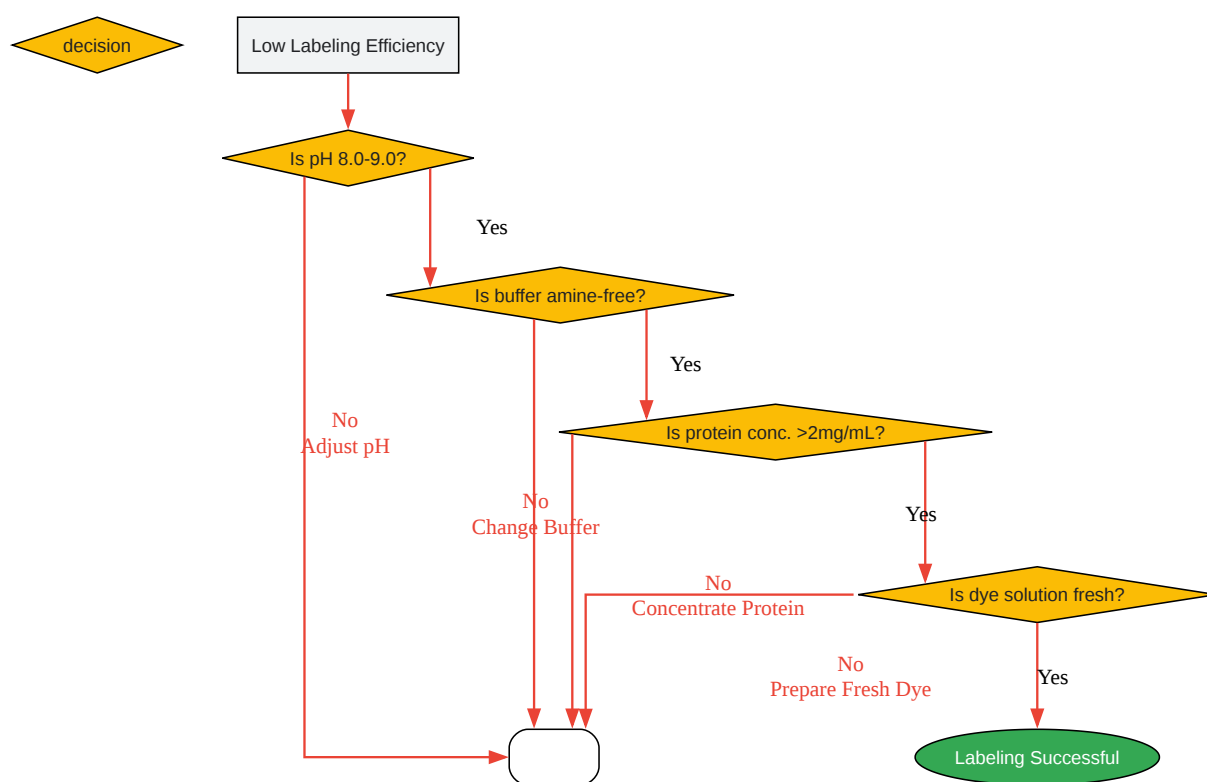 decision
Low Labeling Efficiency
Is pH 8.0-9.0?
Yes
Is buffer amine-free?
Yes
No
Adjust pH
Is protein conc. >2mg/mL?
No
Change Buffer
Yes
No
Concentrate Protein
Is dye solution fresh?
No
Prepare Fresh Dye
Yes
Labeling Successful